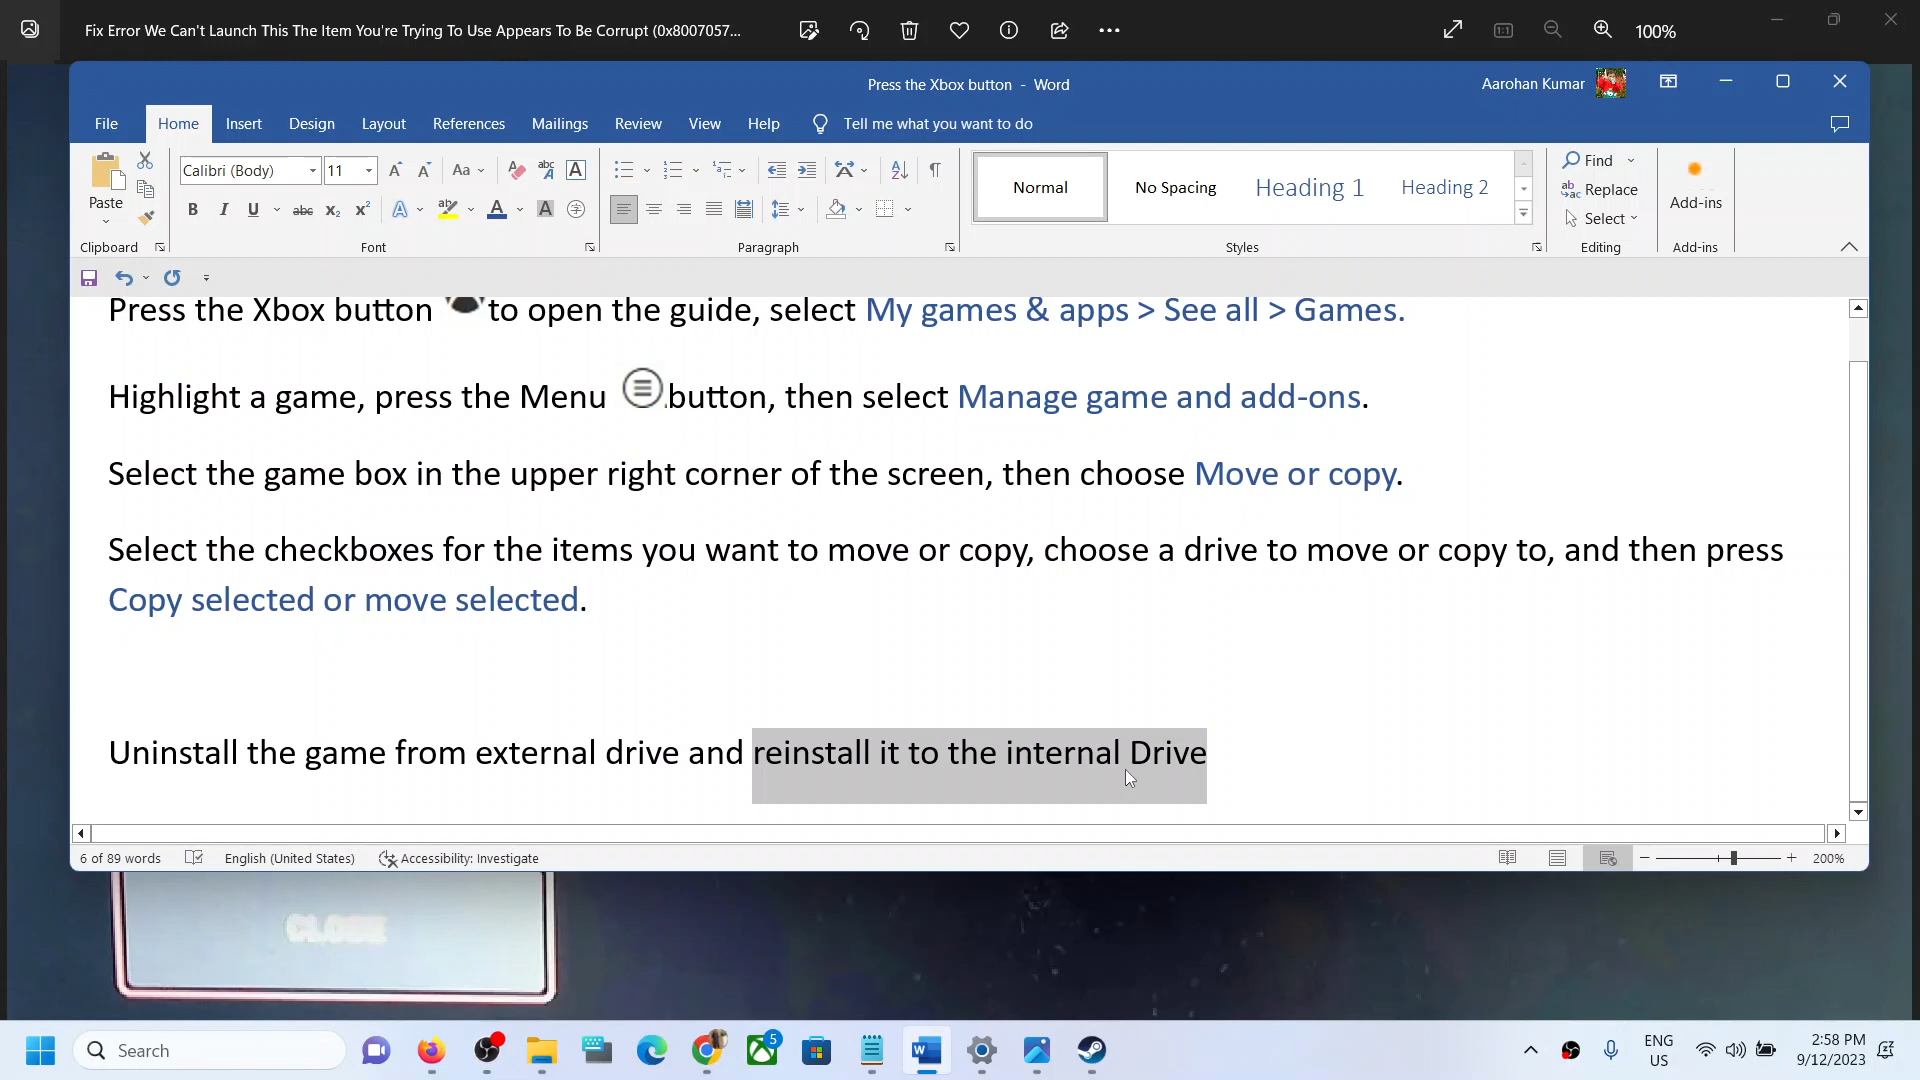 Fix Error We Can't Launch This The Item You're Trying To Use Appears To Be Corrupt (0x8007057...
100%
Press the Xbox button - Word
Aarohan Kumar
File Home Insert Design Layout References Mailings Review View Help Tell me what you want to do
Paste
Calibri (Body) 11 Aa
Normal No Spacing Heading 1 Heading 2
Find
Replace
Select
Add-ins
Clipboard Font Paragraph Styles Editing Add-ins
Press the Xbox button to open the guide, select My games & apps > See all > Games.
Highlight a game, press the Menu button, then select Manage game and add-ons.
Select the game box in the upper right corner of the screen, then choose Move or copy.
Select the checkboxes for the items you want to move or copy, choose a drive to move or copy to, and then press
Copy selected or move selected.
Uninstall the game from external drive and reinstall it to the internal Drive
6 of 89 words English (United States) Accessibility: Investigate 200%
CLOSE
Search
5
ENG
US
2:58 PM
9/12/2023